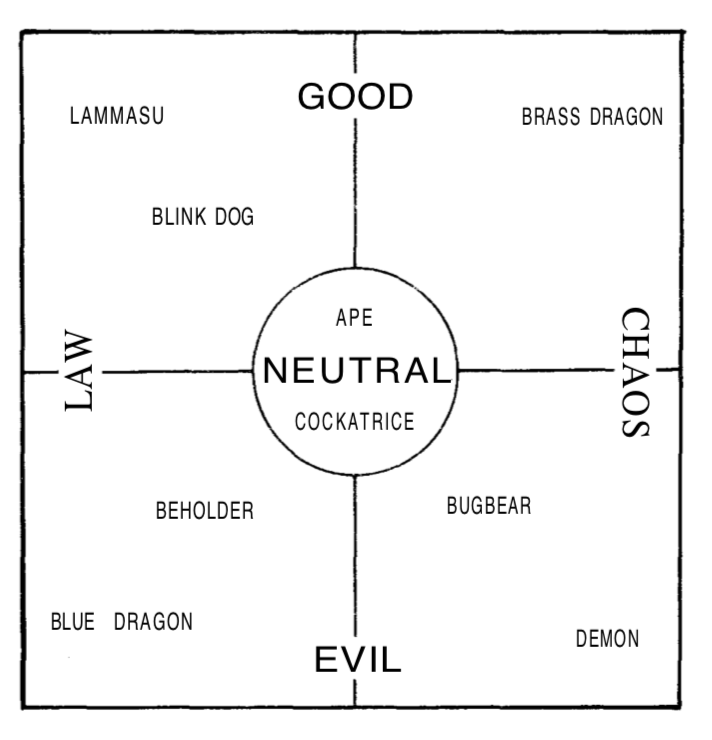 GOOD
LAMMASU
BRASS DRAGON
BLINK DOG
APE
LAW
NEUTRAL
CHAOS
COCKATRICE
BEHOLDER
BUGBEAR
BLUE DRAGON
DEMON
EVIL